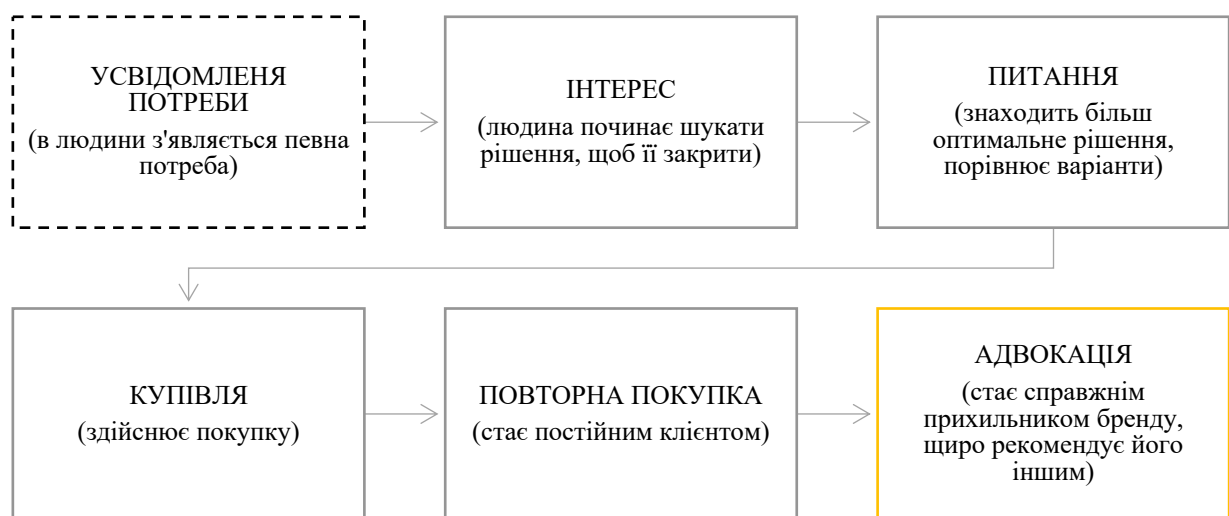 УСВІДОМЛЕНЯ
ПОТРЕБИ
(в людини з'являється певна
потреба)
ІНТЕРЕС
(людина починає шукати
рішення, щоб її закрити)
ПИТАННЯ
(знаходить більш
оптимальне рішення,
порівнює варіанти)
КУПІВЛЯ
(здійснює покупку)
ПОВТОРНА ПОКУПКА
(стає постійним клієнтом)
АДВОКАЦІЯ
(стає справжнім
прихильником бренду,
щиро рекомендує його
іншим)